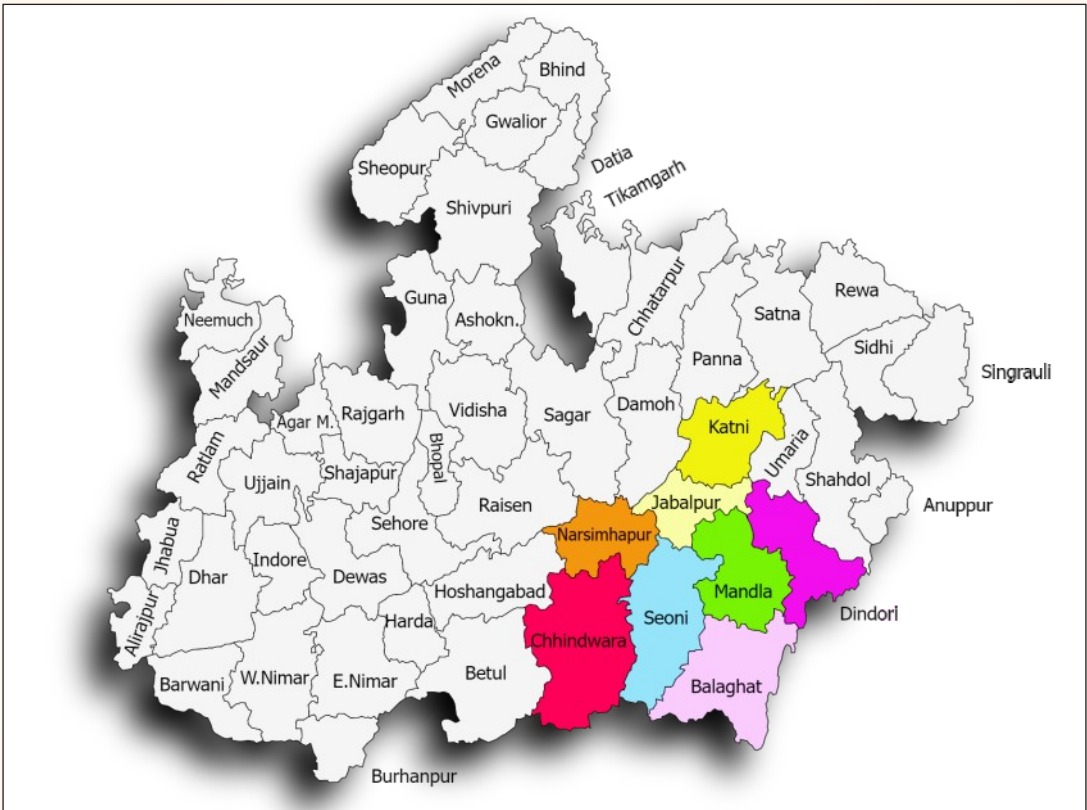 Morena
Bhind
Gwalior
Datia
Sheopur
Tikamgarh
Shivpuri
Chhatarpur
Rewa
Guna
Ashokn.
Satna
Neemuch
Sidhi
Panna
Singrauli
Mandsaur
Rajgarh
Vidisha
Sagar
Damoh
Agar M.
Katni
Ratlam
Bhopal
Umaria
Shajapur
Ujjain
Shahdol
Jabalpur
Raisen
Anuppur
Sehore
Narsimhapur
Jhabua
Indore
Dhar
Dewas
Hoshangabad
Mandla
Alirajpur
Harda
Seoni
Dindori
Chhindwara
Betul
W.Nimar
E.Nimar
Barwani
Balaghat
Burhanpur